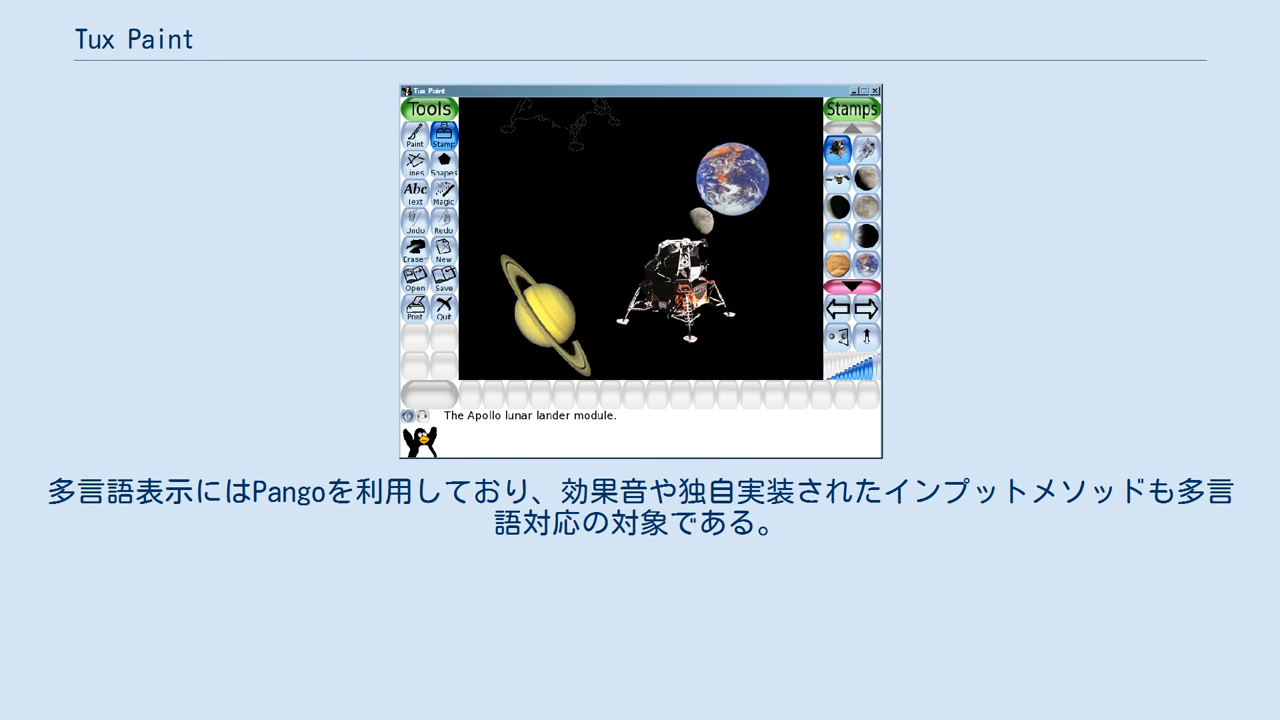 Tux Paint
Tux Paint
Tools
Stamps
Paint
Stamp
Lines
Shapes
Abc
Text
Magic
Undo
Redo
Eraser
New
Open
Save
Print
Quit
The Apollo lunar lander module.
多言語表示にはPangoを利用しており、効果音や独自実装されたインプットメソッドも多言
語対応の対象である。